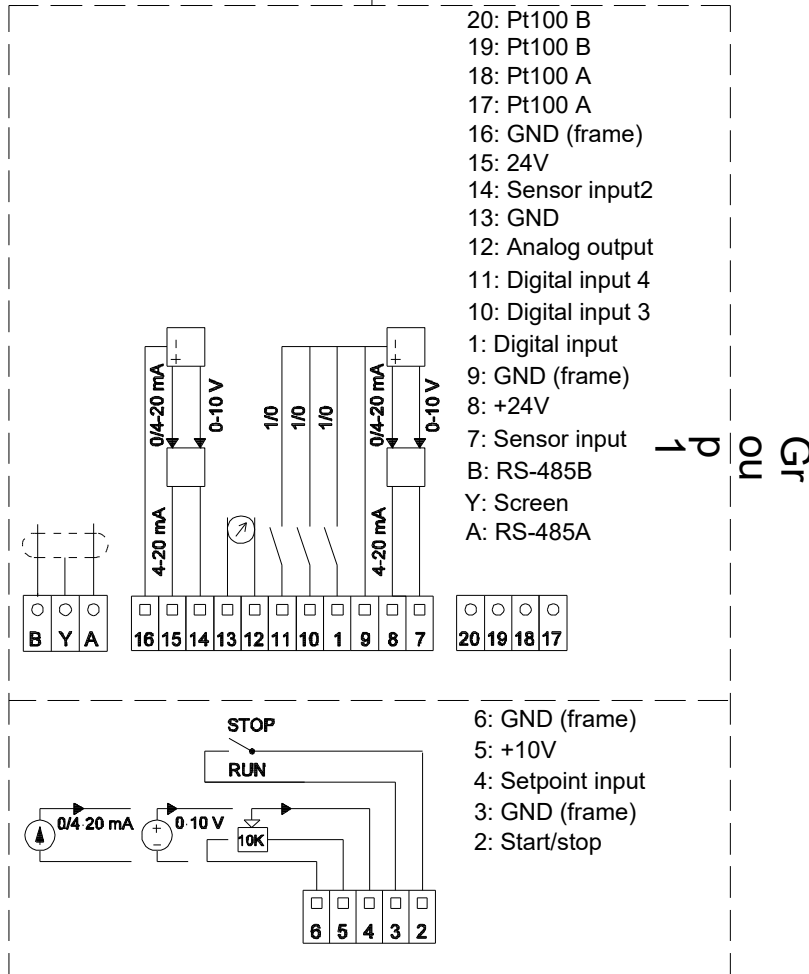 20: Pt100 B
19: Pt100 B
18: Pt100 A
17: Pt100 A
16: GND (frame)
15: 24V
14: Sensor input2
13: GND
12: Analog output
11: Digital input 4
10: Digital input 3
1: Digital input
9: GND (frame)
8: +24V
7: Sensor input
B: RS-485B
Y: Screen
A: RS-485A
Gr
ou
p
1
- +
0/4-20 mA
0-10 V
4-20 mA
1/0 1/0 1/0
- +
0/4-20 mA
0-10 V
4-20 mA
B Y A
16 15 14 13 12 11 10 1 9 8 7
20 19 18 17
STOP
RUN
0/4-20 mA
+ -
0-10 V
10K
6 5 4 3 2
6: GND (frame)
5: +10V
4: Setpoint input
3: GND (frame)
2: Start/stop